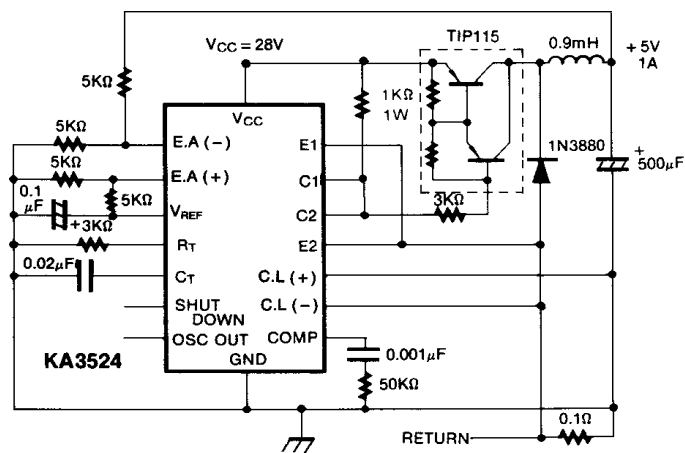 TIP115
V CC = 28V
0.9mH
+ 5V
1A
5KΩ
VCC
1KΩ
1W
5KΩ
E.A (−)
E1
1N3880
+
500μF
5KΩ
E.A (+)
C1
0.1
μF
5KΩ
+3KΩ
VREF
C2
3KΩ
RT
E2
0.02μF
CT
C.L (+)
SHUT
DOWN
C.L (−)
OSC OUT
COMP
KA3524
GND
0.001μF
50KΩ
0.1Ω
RETURN